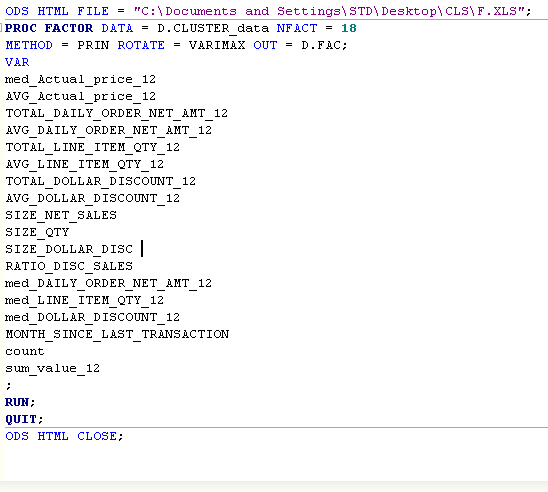 ODS HTML FILE = "C:\Documents and Settings\STD\Desktop\CLS\F.XLS";
PROC FACTOR DATA = D.CLUSTER_data NFACT = 18
METHOD = PRIN ROTATE = VARIMAX OUT = D.FAC;
VAR
med_Actual_price_12
AVG_Actual_price_12
TOTAL_DAILY_ORDER_NET_AMT_12
AVG_DAILY_ORDER_NET_AMT_12
TOTAL_LINE_ITEM_QTY_12
AVG_LINE_ITEM_QTY_12
TOTAL_DOLLAR_DISCOUNT_12
AVG_DOLLAR_DISCOUNT_12
SIZE_NET_SALES
SIZE_QTY
SIZE_DOLLAR_DISC
RATIO_DISC_SALES
med_DAILY_ORDER_NET_AMT_12
med_LINE_ITEM_QTY_12
med_DOLLAR_DISCOUNT_12
MONTH_SINCE_LAST_TRANSACTION
count
sum_value_12
;
RUN;
QUIT;
ODS HTML CLOSE;